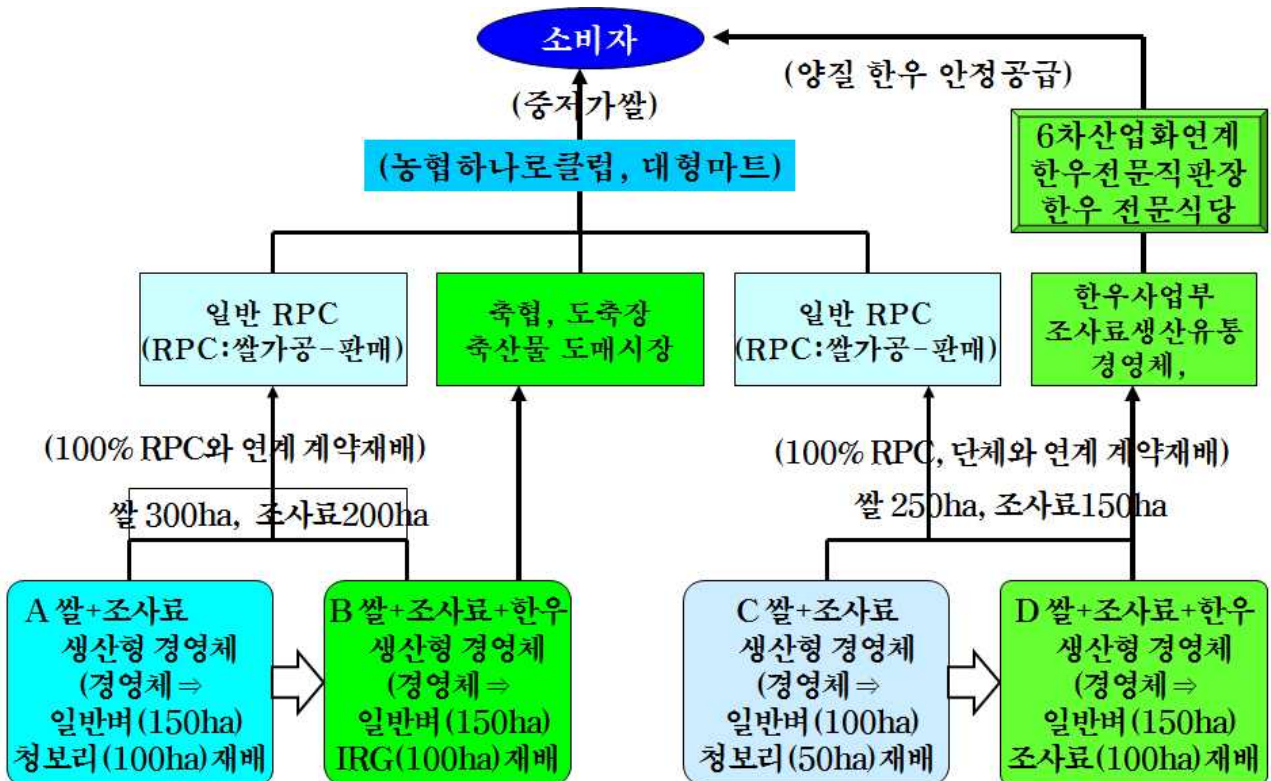 소비자
(양질 한우 안정공급)
(중저가쌀)
6차산업화연계
한우전문직판장
한우 전문식당
(농협하나로클럽, 대형마트)
일반 RPC
(RPC:쌀가공-판매)
축협, 도축장
축산물 도매시장
일반 RPC
(RPC:쌀가공-판매)
한우사업부
조사료생산유통
경영체,
(100% RPC와 연계 계약재배)
쌀 300ha, 조사료200ha
(100% RPC, 단체와 연계 계약재배)
쌀 250ha, 조사료150ha
A 쌀+조사료
생산형 경영체
(경영체⇒
일반벼(150ha)
청보리(100ha)재배
B 쌀+조사료+한우
생산형 경영체
(경영체⇒
일반벼(150ha)
IRG(100ha)재배
C 쌀+조사료
생산형 경영체
(경영체⇒
일반벼(100ha)
청보리(50ha)재배
D 쌀+조사료+한우
생산형 경영체
(경영체⇒
일반벼(150ha)
조사료(100ha)재배